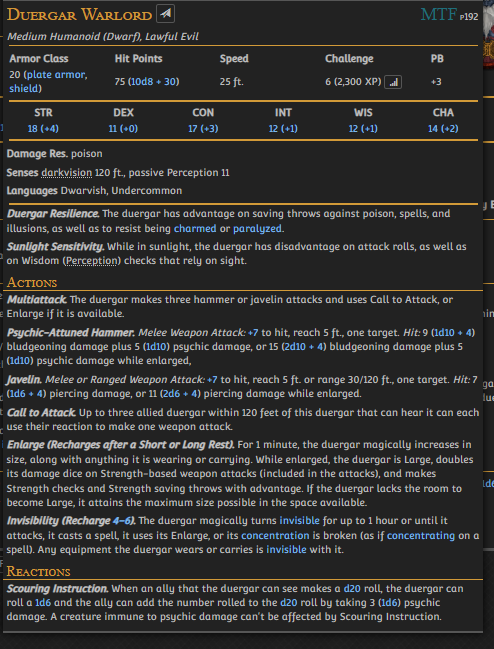 Duergar Warlord MTF p192
Medium Humanoid (Dwarf), Lawful Evil
Armor Class Hit Points Speed Challenge PB
20 (plate armor, shield) 75 (10d8 + 30) 25 ft. 6 (2,300 XP) +3
STR DEX CON INT WIS CHA
18 (+4) 11 (+0) 17 (+3) 12 (+1) 12 (+1) 14 (+2)
Damage Res. poison
Senses darkvision 120 ft., passive Perception 11
Languages Dwarvish, Undercommon
Duergar Resilience. The duergar has advantage on saving throws against poison, spells, and
illusions, as well as to resist being charmed or paralyzed.
Sunlight Sensitivity. While in sunlight, the duergar has disadvantage on attack rolls, as well as
on Wisdom (Perception) checks that rely on sight.
Actions
Multiattack. The duergar makes three hammer or javelin attacks and uses Call to Attack, or
Enlarge if it is available.
Psychic-Attuned Hammer. Melee Weapon Attack: +7 to hit, reach 5 ft., one target. Hit: 9 (1d10 + 4)
bludgeoning damage plus 5 (1d10) psychic damage, or 15 (2d10 + 4) bludgeoning damage plus 5
(1d10) psychic damage while enlarged,
Javelin. Melee or Ranged Weapon Attack: +7 to hit, reach 5 ft. or range 30/120 ft., one target. Hit: 7
(1d6 + 4) piercing damage, or 11 (2d6 + 4) piercing damage while enlarged.
Call to Attack. Up to three allied duergar within 120 feet of this duergar that can hear it can each
use their reaction to make one weapon attack.
Enlarge (Recharges after a Short or Long Rest). For 1 minute, the duergar magically increases in
size, along with anything it is wearing or carrying. While enlarged, the duergar is Large, doubles
its damage dice on Strength-based weapon attacks (included in the attacks), and makes
Strength checks and Strength saving throws with advantage. If the duergar lacks the room to
become Large, it attains the maximum size possible in the space available.
Invisibility (Recharge 4–6). The duergar magically turns invisible for up to 1 hour or until it
attacks, it casts a spell, it uses its Enlarge, or its concentration is broken (as if concentrating on a
spell). Any equipment the duergar wears or carries is invisible with it.
Reactions
Scouring Instruction. When an ally that the duergar can see makes a d20 roll, the duergar can
roll a 1d6 and the ally can add the number rolled to the d20 roll by taking 3 (1d6) psychic
damage. A creature immune to psychic damage can't be affected by Scouring Instruction.